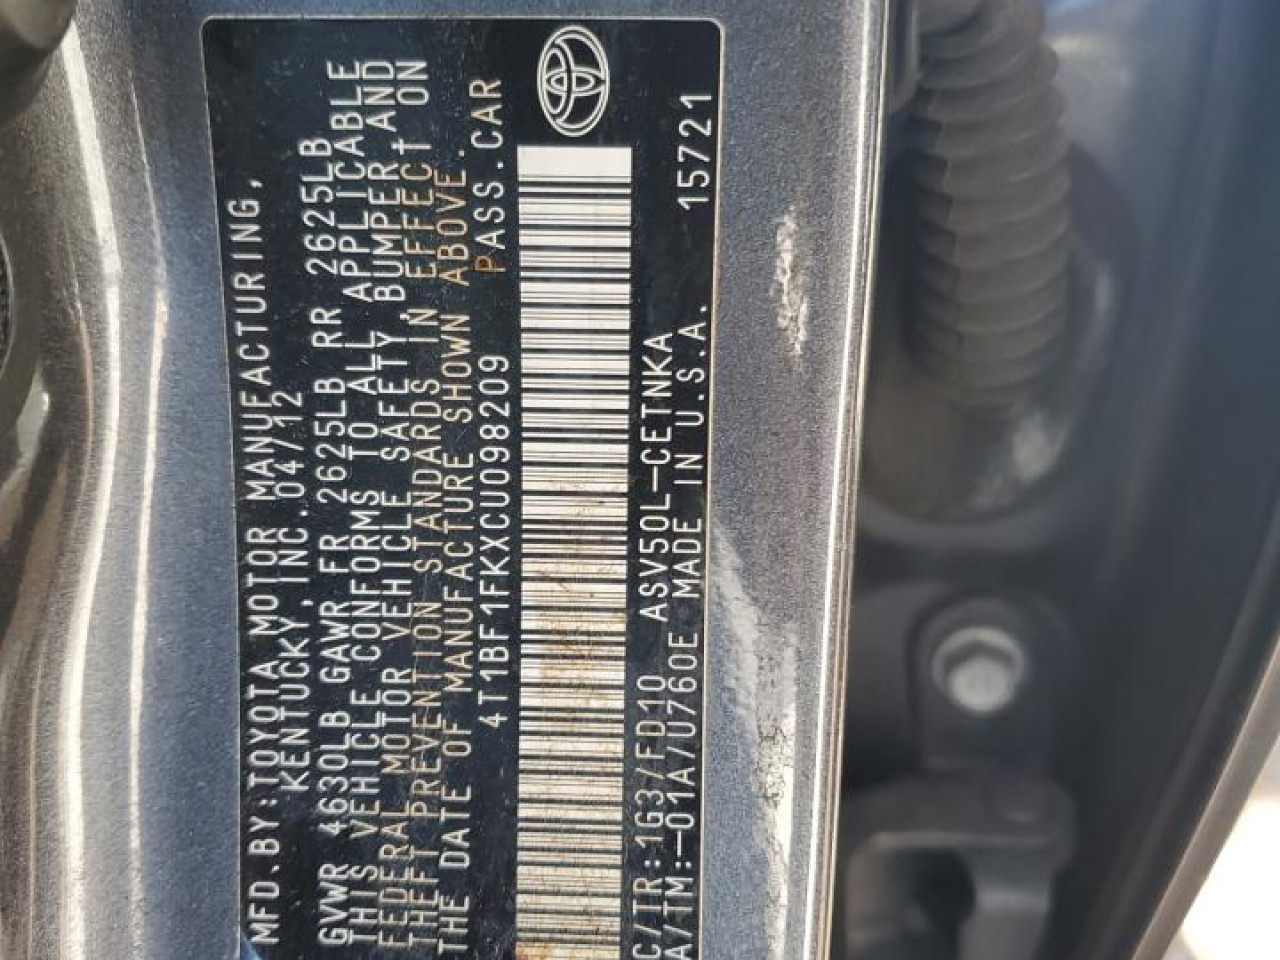 MFD.BY:TOYOTA MOTOR MANUFACTURING,
KENTUCKY,INC. 04/12
GVWR 4630LB GAWR FR 2625LB RR 2625LB
THIS VEHICLE CONFORMS TO ALL APPLICABLE
FEDERAL MOTOR VEHICLE SAFETY,BUMPER,AND
THEFT PREVENTION STANDARDS IN EFFECT ON
THE DATE OF MANUFACTURE SHOWN ABOVE.
4T1BF1FKXCU098209 PASS.CAR
C/TR:1G3/FD10 ASV50L-CETNKA 15721
A/TM:-01A/U760E MADE IN U.S.A.